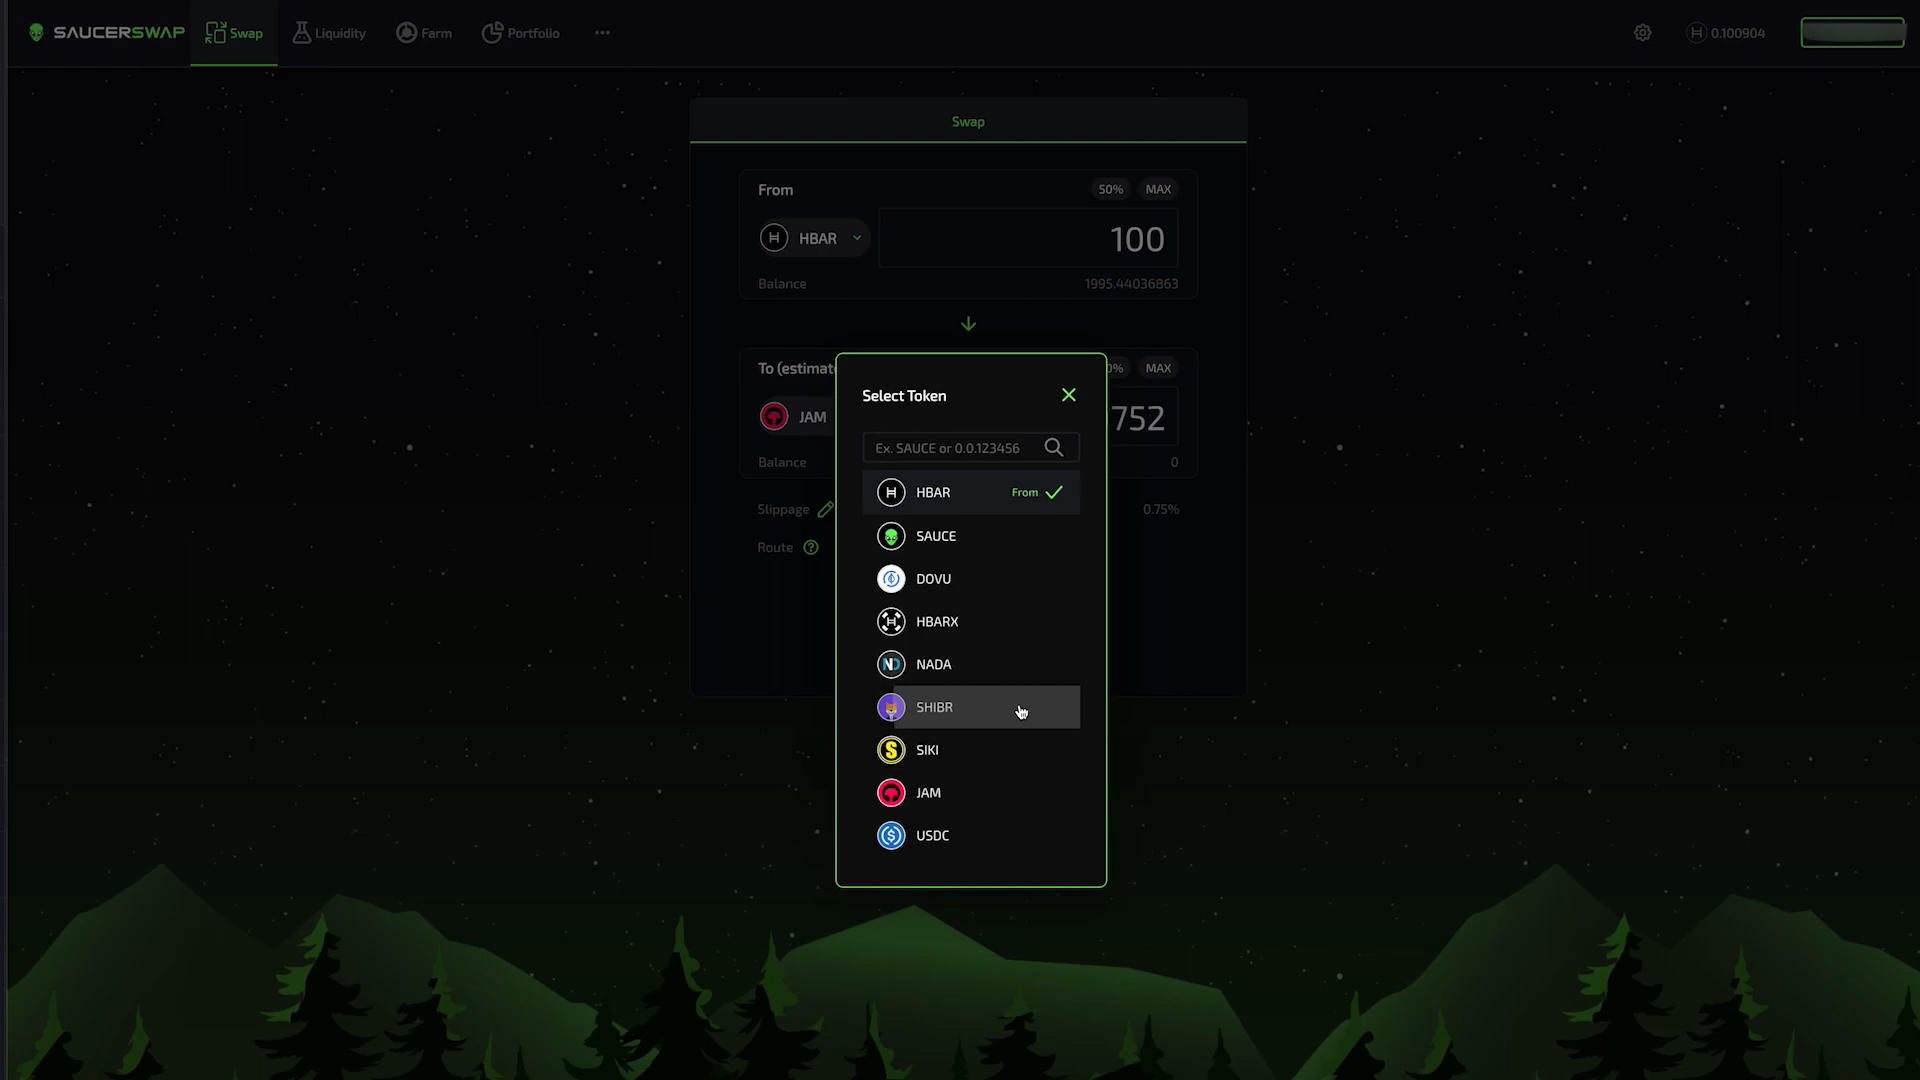 SAUCERSWAP Swap Liquidity Farm Portfolio ... 0.100904
Swap
From 50% MAX
HBAR 100
Balance 1995.44036863
To (estimat 0% MAX
JAM 752
Balance 0
Slippage 0.75%
Route
Select Token
Ex. SAUCE or 0.0.123456
HBAR From
SAUCE
DOVU
HBARX
NADA
SHIBR
SIKI
JAM
USDC